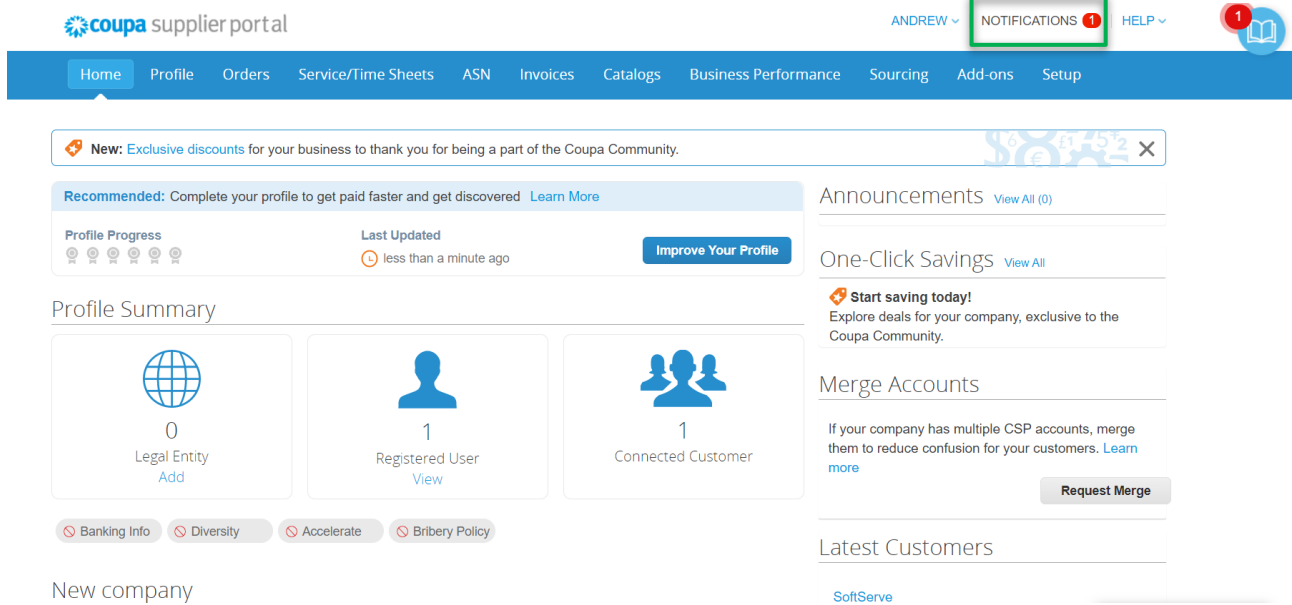 coupa supplier portal
ANDREW NOTIFICATIONS 1 HELP
1
Home Profile Orders Service/Time Sheets ASN Invoices Catalogs Business Performance Sourcing Add-ons Setup
New: Exclusive discounts for your business to thank you for being a part of the Coupa Community.
Recommended: Complete your profile to get paid faster and get discovered Learn More
Profile Progress
Last Updated
less than a minute ago
Improve Your Profile
Profile Summary
0
Legal Entity
Add
1
Registered User
View
1
Connected Customer
Banking Info Diversity Accelerate Bribery Policy
New company
Announcements View All (0)
One-Click Savings View All
Start saving today!
Explore deals for your company, exclusive to the
Coupa Community.
Merge Accounts
If your company has multiple CSP accounts, merge
them to reduce confusion for your customers. Learn
more
Request Merge
Latest Customers
SoftServe